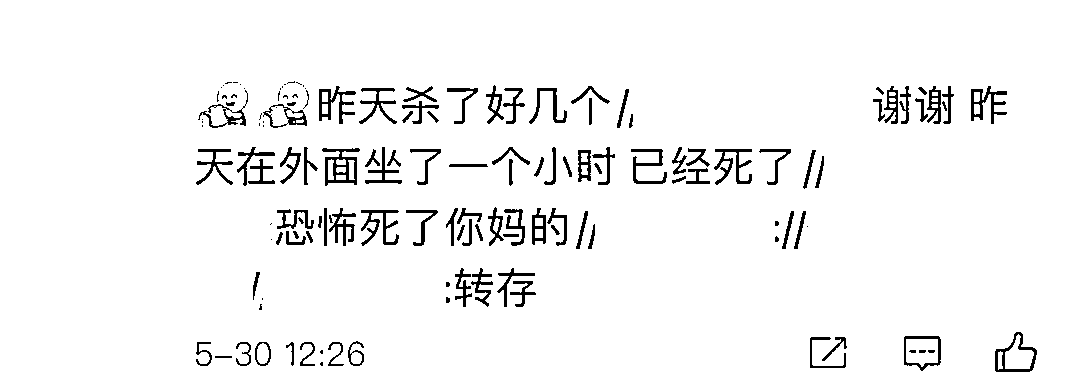 昨天杀了好几个// 谢谢 昨
天在外面坐了一个小时 已经死了//
恐怖死了你妈的// ://
/ :转存
5-30 12:26